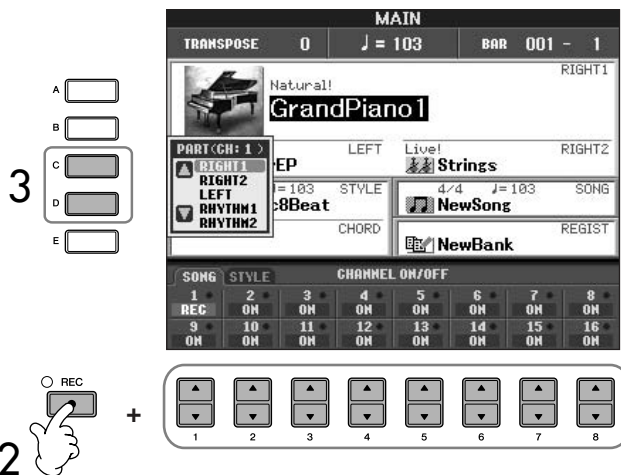 MAIN
TRANSPOSE 0 ♩= 103 BAR 001 - 1
RIGHT1
Natural!
GrandPiano1
PART(CH: 1 )
RIGHT1
RIGHT2
LEFT
RHYTHM1
RHYTHM2
LEFT
EP
Live! RIGHT2
Strings
= 103 STYLE
c8Beat
4/4 ♩= 103 SONG
NewSong
CHORD
REGIST
NewBank
SONG STYLE CHANNEL ON/OFF
1 2 3 4 5 6 7 8
REC ON ON ON ON ON ON ON
9 10 11 12 13 14 15 16
ON ON ON ON ON ON ON ON
A
B
C
D
E
3
REC
2
+
1 2 3 4 5 6 7 8